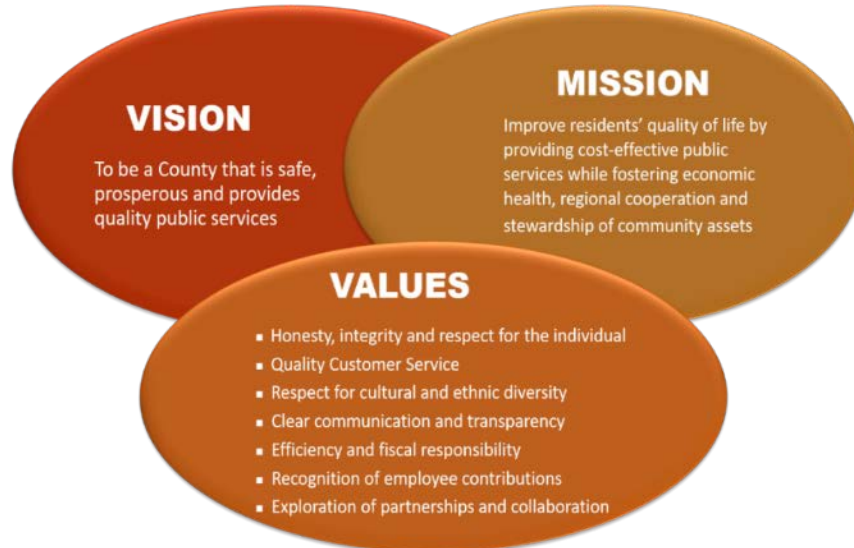 VISION
To be a County that is safe,
prosperous and provides
quality public services
MISSION
Improve residents’ quality of life by
providing cost-effective public
services while fostering economic
health, regional cooperation and
stewardship of community assets
VALUES
▪ Honesty, integrity and respect for the individual
▪ Quality Customer Service
▪ Respect for cultural and ethnic diversity
▪ Clear communication and transparency
▪ Efficiency and fiscal responsibility
▪ Recognition of employee contributions
▪ Exploration of partnerships and collaboration